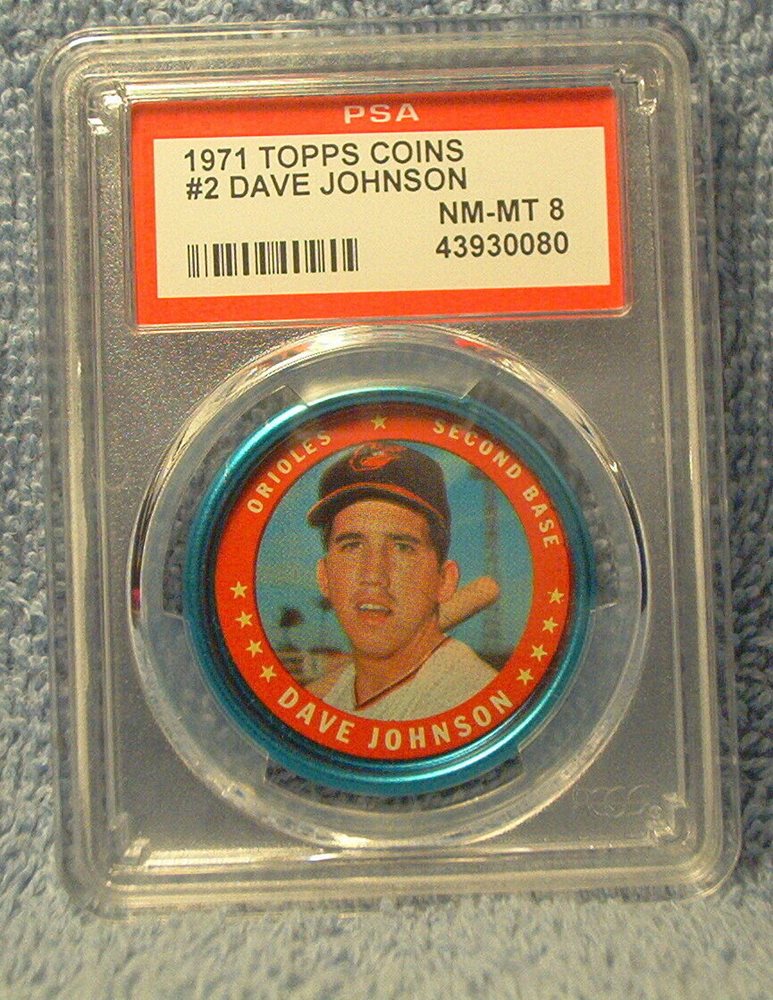 PSA
1971 TOPPS COINS
#2 DAVE JOHNSON
NM-MT 8
43930080
ORIOLES ★ SECOND BASE
★★★★ DAVE JOHNSON ★★★★